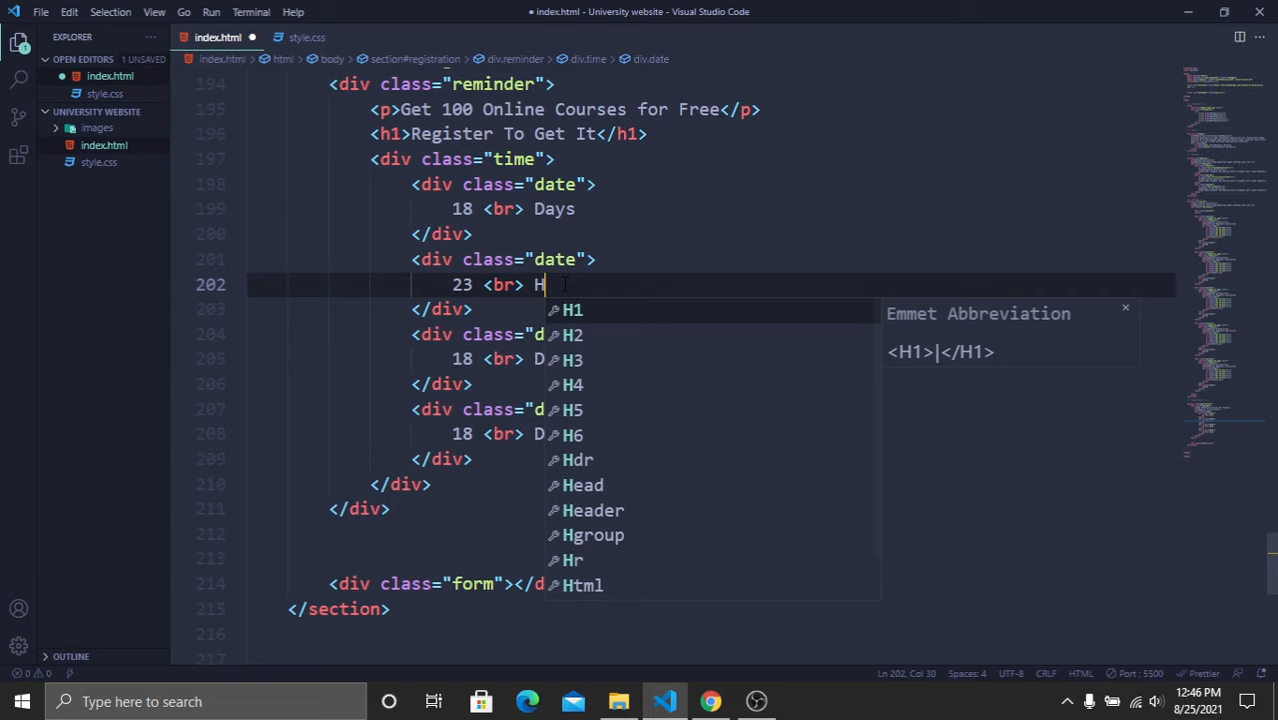 File Edit Selection View Go Run Terminal Help
● index.html - University website - Visual Studio Code
EXPLORER
index.html
style.css
OPEN EDITORS 1 UNSAVED
index.html
style.css
UNIVERSITY WEBSITE
images
index.html
style.css
OUTLINE
1
index.html > html > body > section#registration > div.reminder > div.time > div.date
194 <div class="reminder">
195 <p>Get 100 Online Courses for Free</p>
196 <h1>Register To Get It</h1>
197 <div class="time">
198 <div class="date">
199 18 <br> Days
200 </div>
201 <div class="date">
202 23 <br> H
203 </div>
204 <div class="d
205 18 <br> D
206 </div>
207 <div class="d
208 18 <br> D
209 </div>
210 </div>
211 </div>
212
213
214 <div class="form"></d
215 </section>
216
217
H1
H2
H3
H4
H5
H6
Hdr
Head
Header
Hgroup
Hr
Html
Emmet Abbreviation
<H1>|</H1>
0 0
Ln 202, Col 30 Spaces: 4 UTF-8 CRLF HTML Port : 5500 Prettier
Type here to search
12:46 PM
8/25/2021